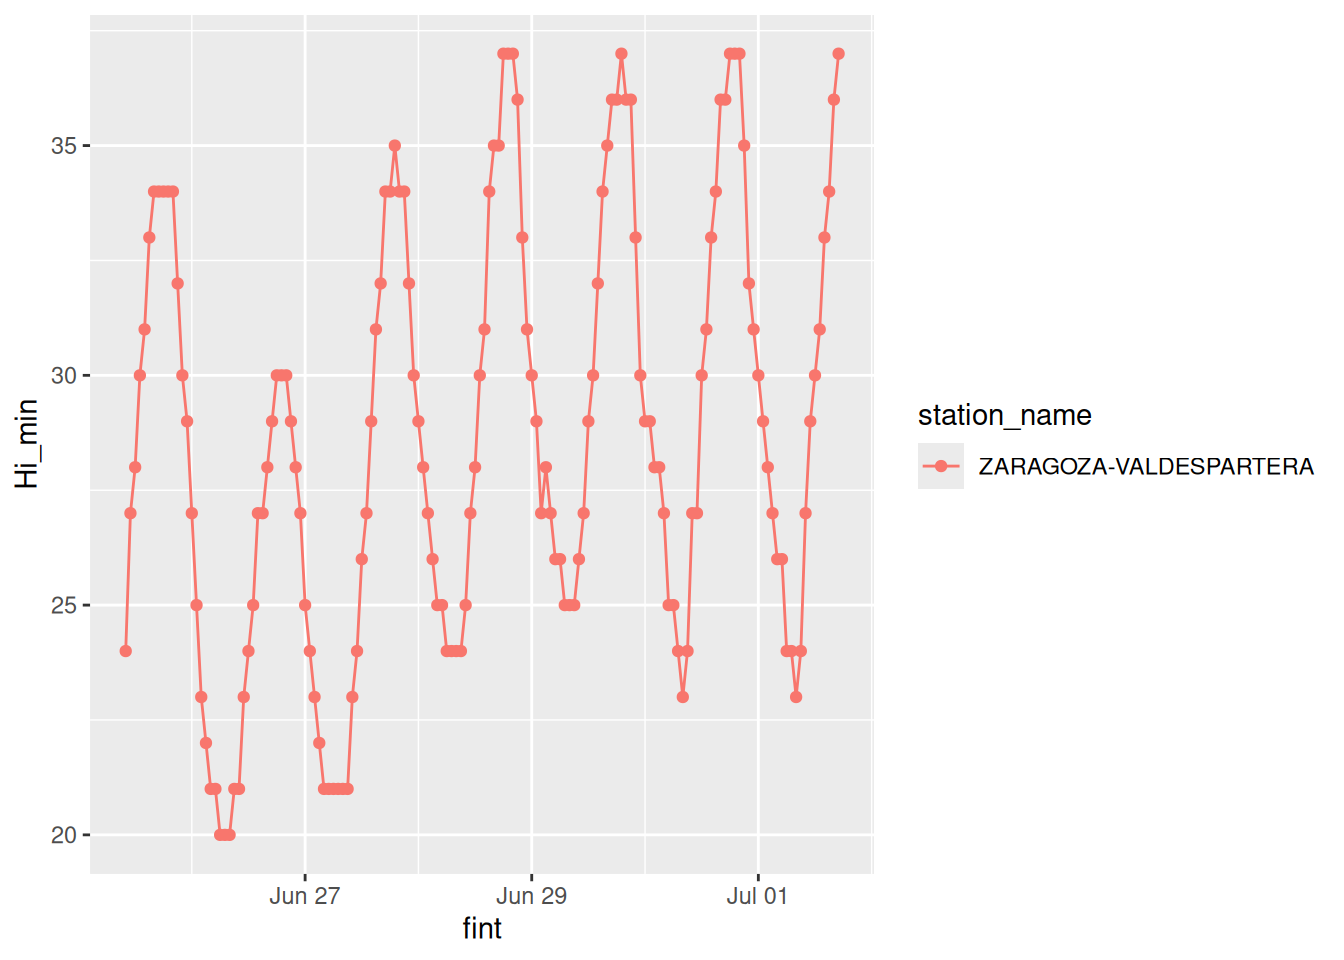 35
30
25
20
Hi_min
Jun 27
Jun 29
Jul 01
fint
station_name
ZARAGOZA-VALDESPARTERA